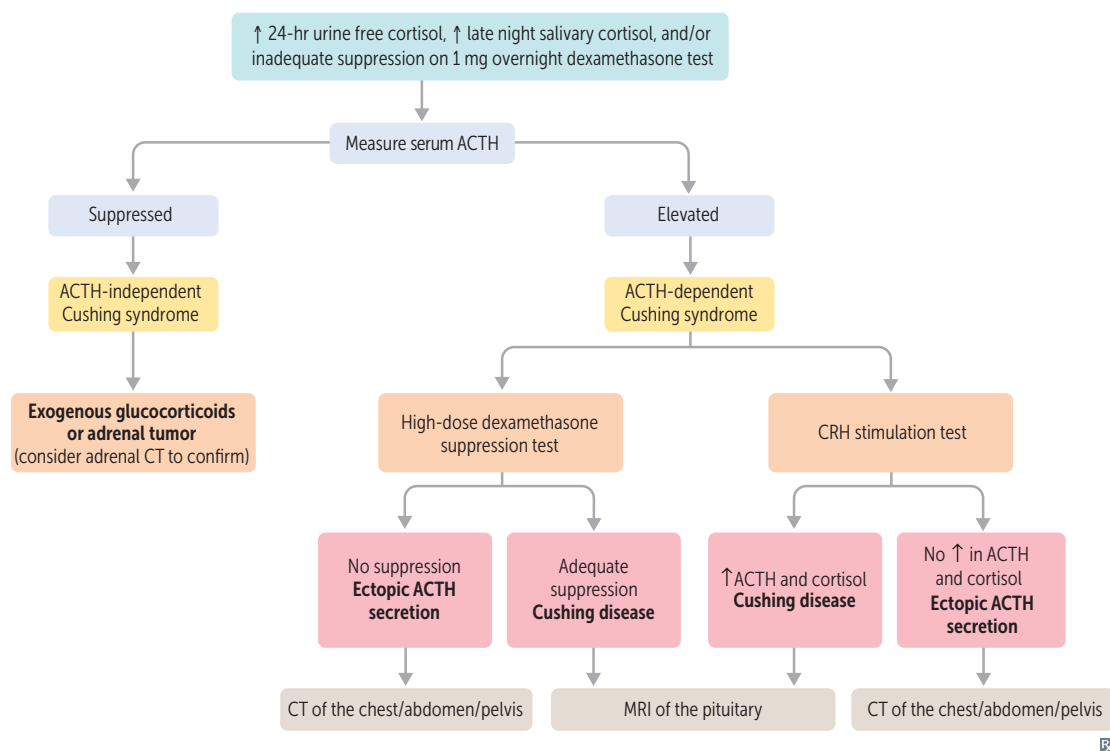 ↑ 24-hr urine free cortisol, ↑ late night salivary cortisol, and/or
inadequate suppression on 1 mg overnight dexamethasone test
Measure serum ACTH
Suppressed
Elevated
ACTH-independent
Cushing syndrome
ACTH-dependent
Cushing syndrome
Exogenous glucocorticoids
or adrenal tumor
(consider adrenal CT to confirm)
High-dose dexamethasone
suppression test
CRH stimulation test
No suppression
Ectopic ACTH
secretion
Adequate
suppression
Cushing disease
↑ACTH and cortisol
Cushing disease
No ↑ in ACTH
and cortisol
Ectopic ACTH
secretion
CT of the chest/abdomen/pelvis
MRI of the pituitary
CT of the chest/abdomen/pelvis